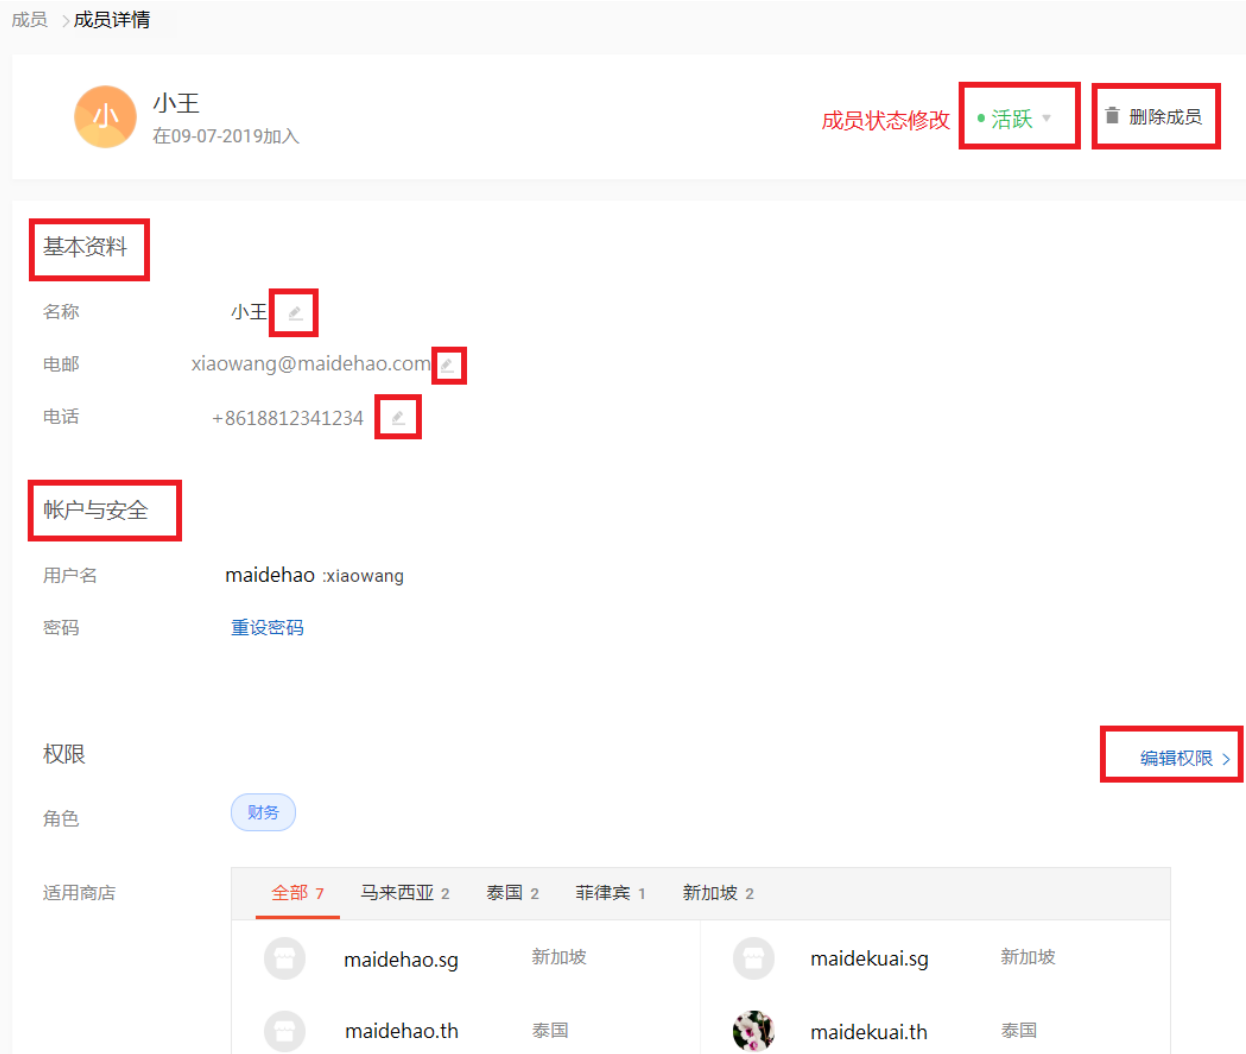 成员 > 成员详情
小
小王
在09-07-2019加入
成员状态修改
活跃
删除成员
基本资料
名称 小王
电邮 xiaowang@maidehao.com
电话 +8618812341234
帐户与安全
用户名 maidehao :xiaowang
密码 重设密码
权限 编辑权限 >
角色 财务
适用商店 全部 7 马来西亚 2 泰国 2 菲律宾 1 新加坡 2
maidehao.sg 新加坡 maidekuai.sg 新加坡
maidehao.th 泰国 maidekuai.th 泰国